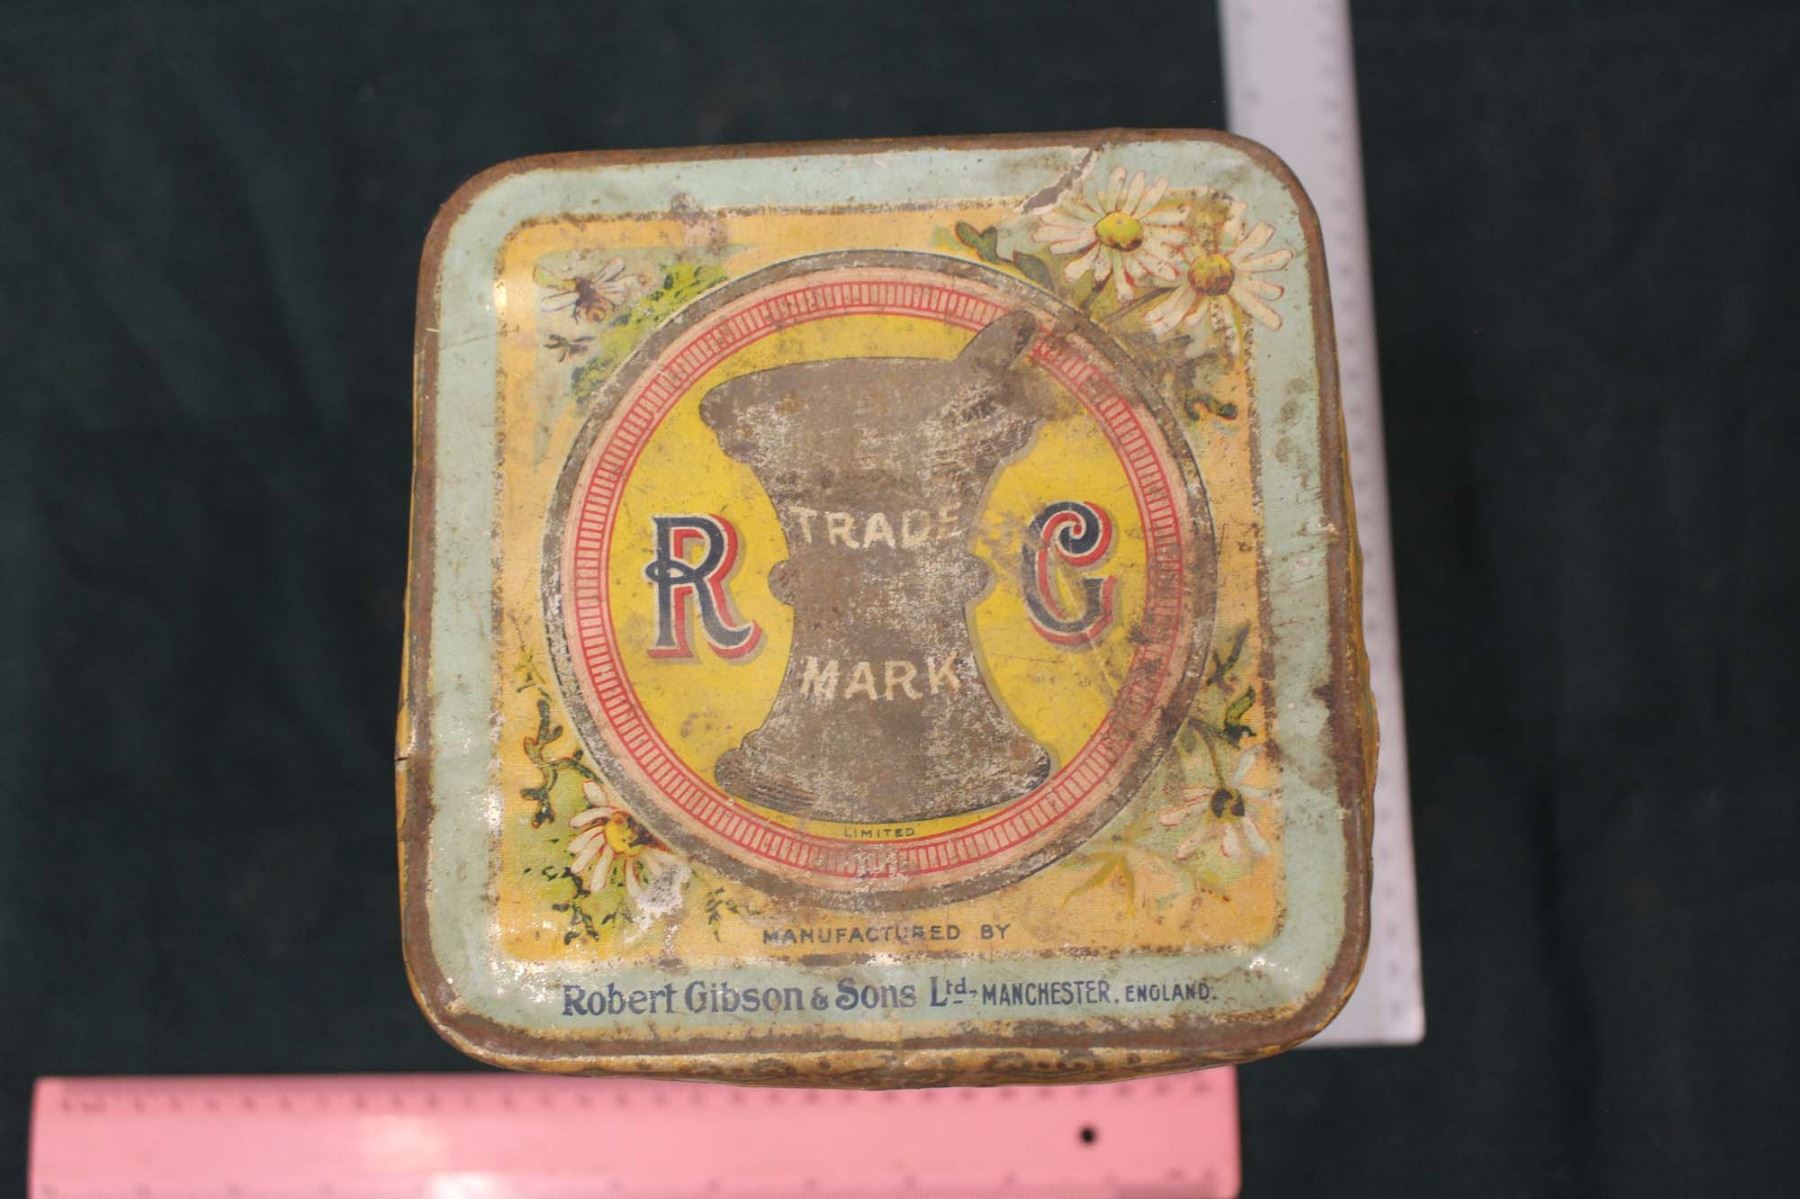 R TRADE G
MARK
LIMITED
MANUFACTURED BY
Robert Gibson & Sons Ltd- MANCHESTER. ENGLAND.